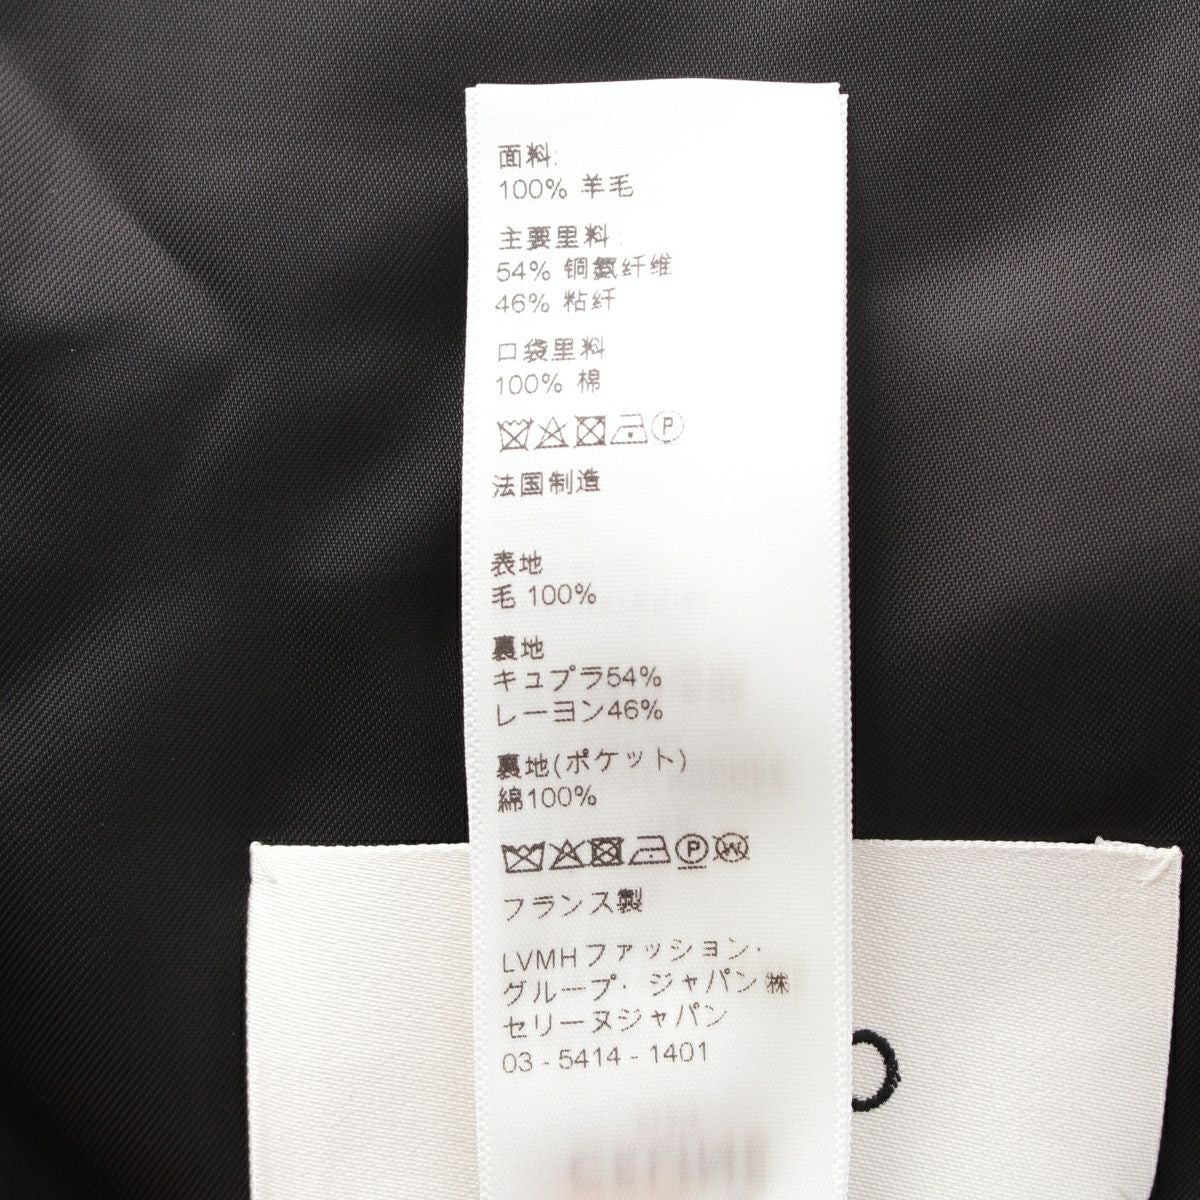 面料:
100% 羊毛
主要里料:
54% 铜氨纤维
46% 粘纤
口袋里料
100% 棉
P
法国制造
表地
毛 100%
裏地
キュプラ54%
レーヨン46%
裏地(ポケット)
綿100%
P W
フランス製
LVMHファッション・
グループ・ジャパン㈱
セリーヌジャパン
03 - 5414 - 1401